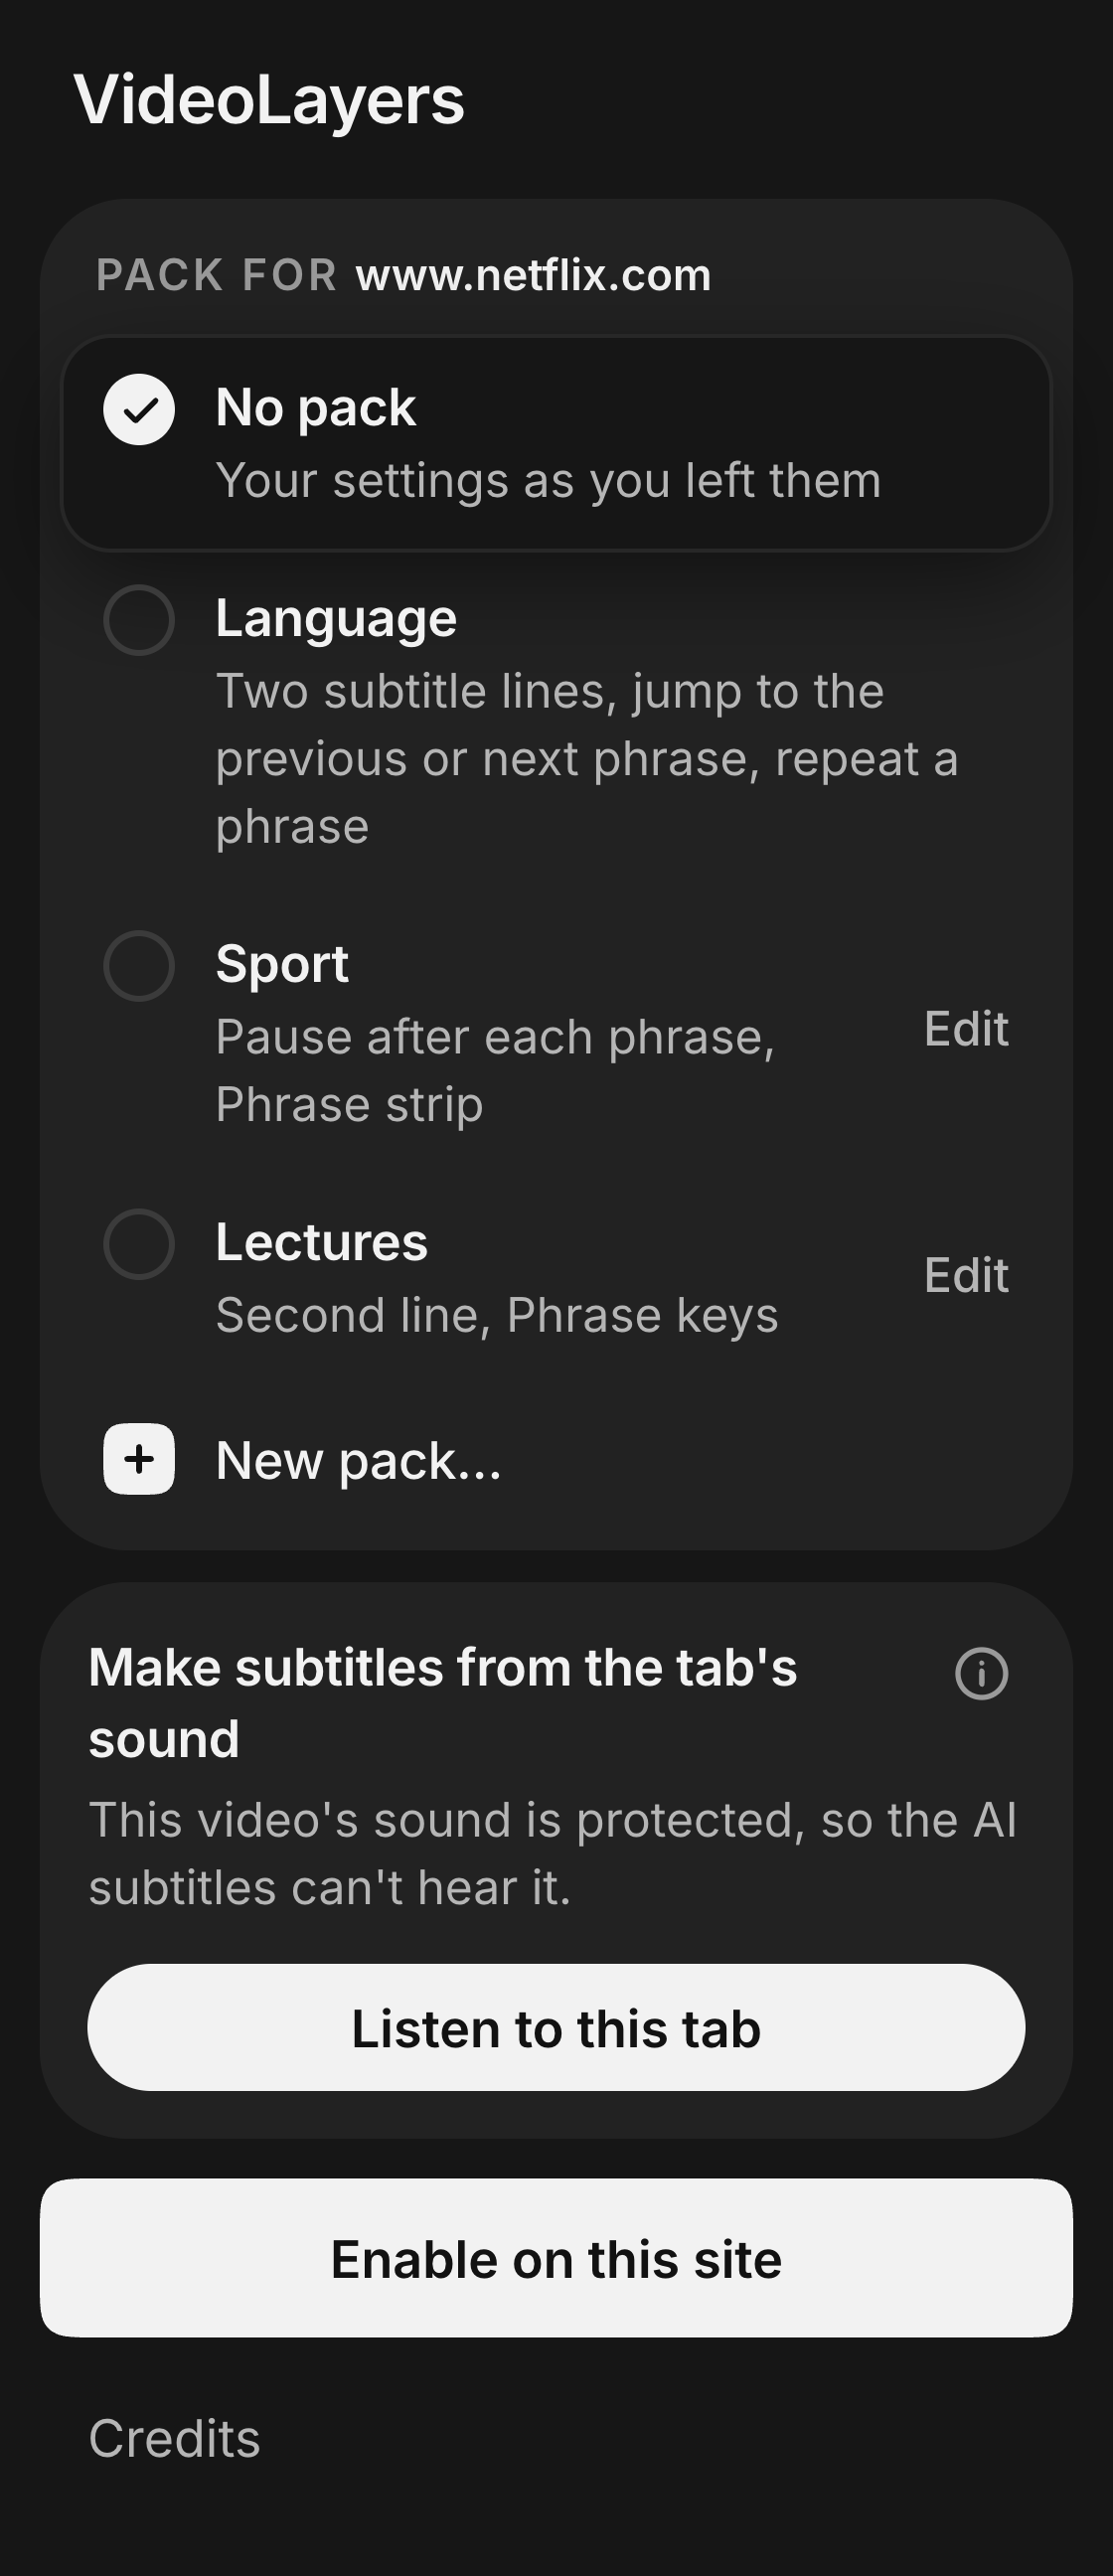 VideoLayers
PACK FOR www.netflix.com
No pack
Your settings as you left them
Language
Two subtitle lines, jump to the
previous or next phrase, repeat a
phrase
Sport
Pause after each phrase,
Phrase strip
Edit
Lectures
Second line, Phrase keys
Edit
New pack...
Make subtitles from the tab's
sound
This video's sound is protected, so the AI
subtitles can't hear it.
Listen to this tab
Enable on this site
Credits